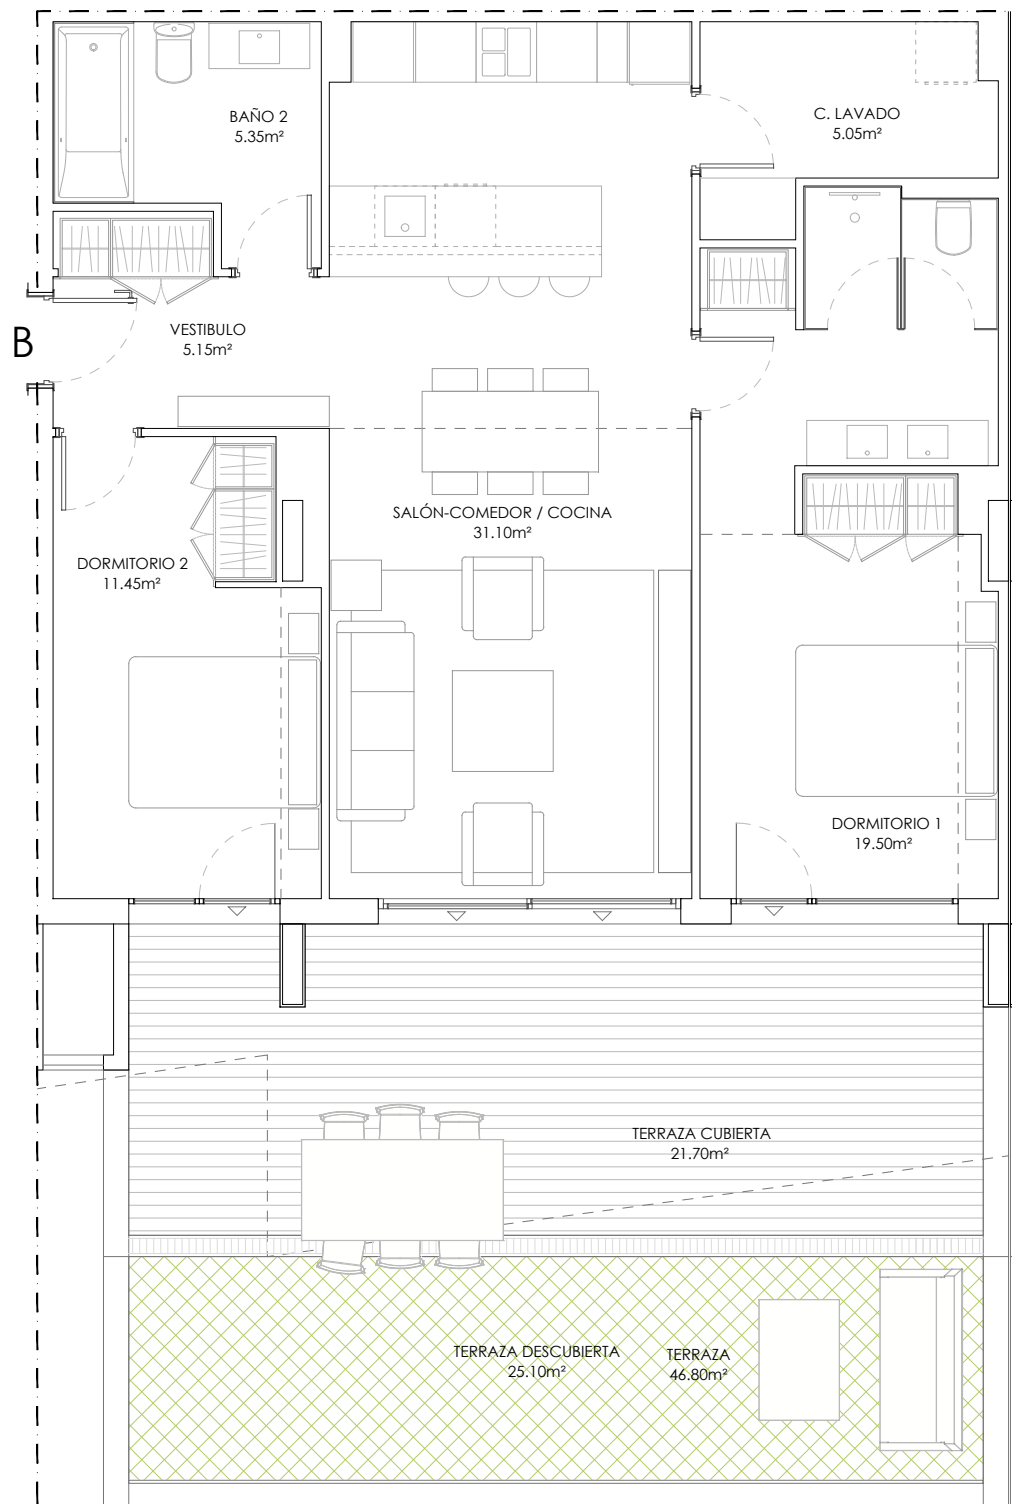 BAÑO 2
5.35m²
C. LAVADO
5.05m²
VESTIBULO
5.15m²
B
SALÓN-COMEDOR / COCINA
31.10m²
DORMITORIO 2
11.45m²
DORMITORIO 1
19.50m²
TERRAZA CUBIERTA
21.70m²
TERRAZA DESCUBIERTA
25.10m²
TERRAZA
46.80m²